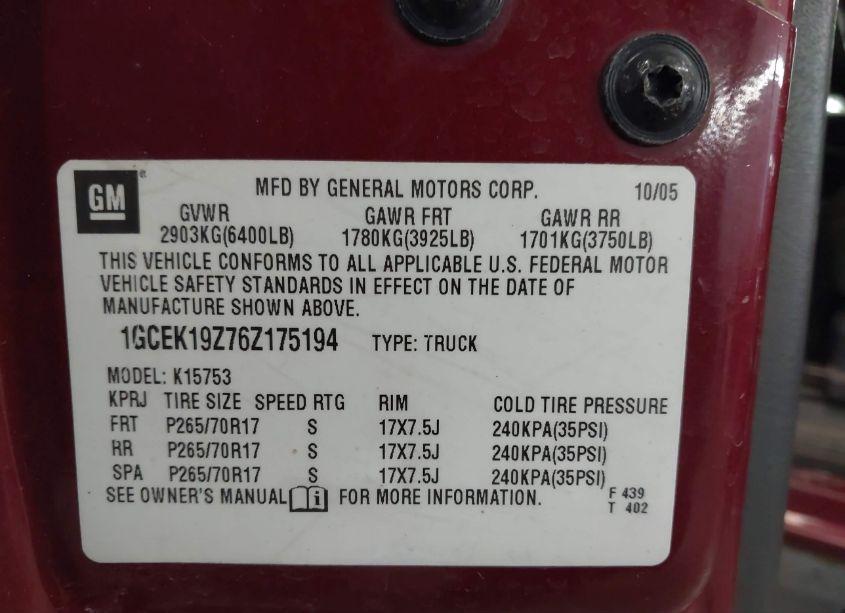 GM ® MFD BY GENERAL MOTORS CORP. 10/05
GVWR GAWR FRT GAWR RR
2903KG(6400LB) 1780KG(3925LB) 1701KG(3750LB)
THIS VEHICLE CONFORMS TO ALL APPLICABLE U.S. FEDERAL MOTOR
VEHICLE SAFETY STANDARDS IN EFFECT ON THE DATE OF
MANUFACTURE SHOWN ABOVE.
1GCEK19Z76Z175194 TYPE: TRUCK
MODEL: K15753
KPRJ TIRE SIZE SPEED RTG RIM COLD TIRE PRESSURE
FRT P265/70R17 S 17X7.5J 240KPA(35PSI)
RR P265/70R17 S 17X7.5J 240KPA(35PSI)
SPA P265/70R17 S 17X7.5J 240KPA(35PSI)
SEE OWNER'S MANUAL i FOR MORE INFORMATION. F 439
T 402